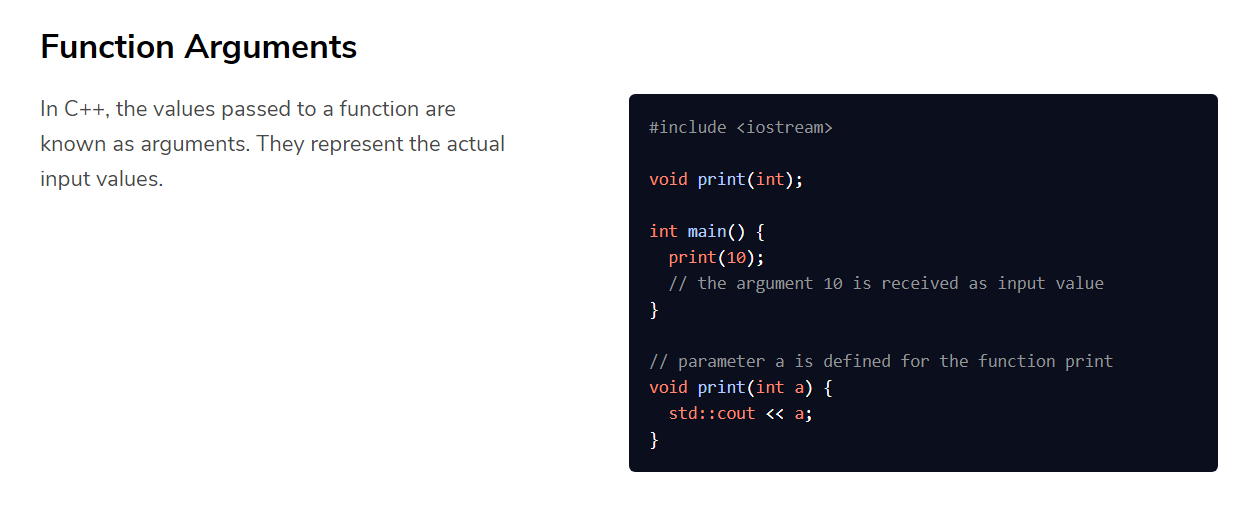 Function Arguments
In C++, the values passed to a function are
known as arguments. They represent the actual
input values.
#include <iostream>
void print(int);
int main() {
  print(10);
  // the argument 10 is received as input value
}
// parameter a is defined for the function print
void print(int a) {
  std::cout << a;
}